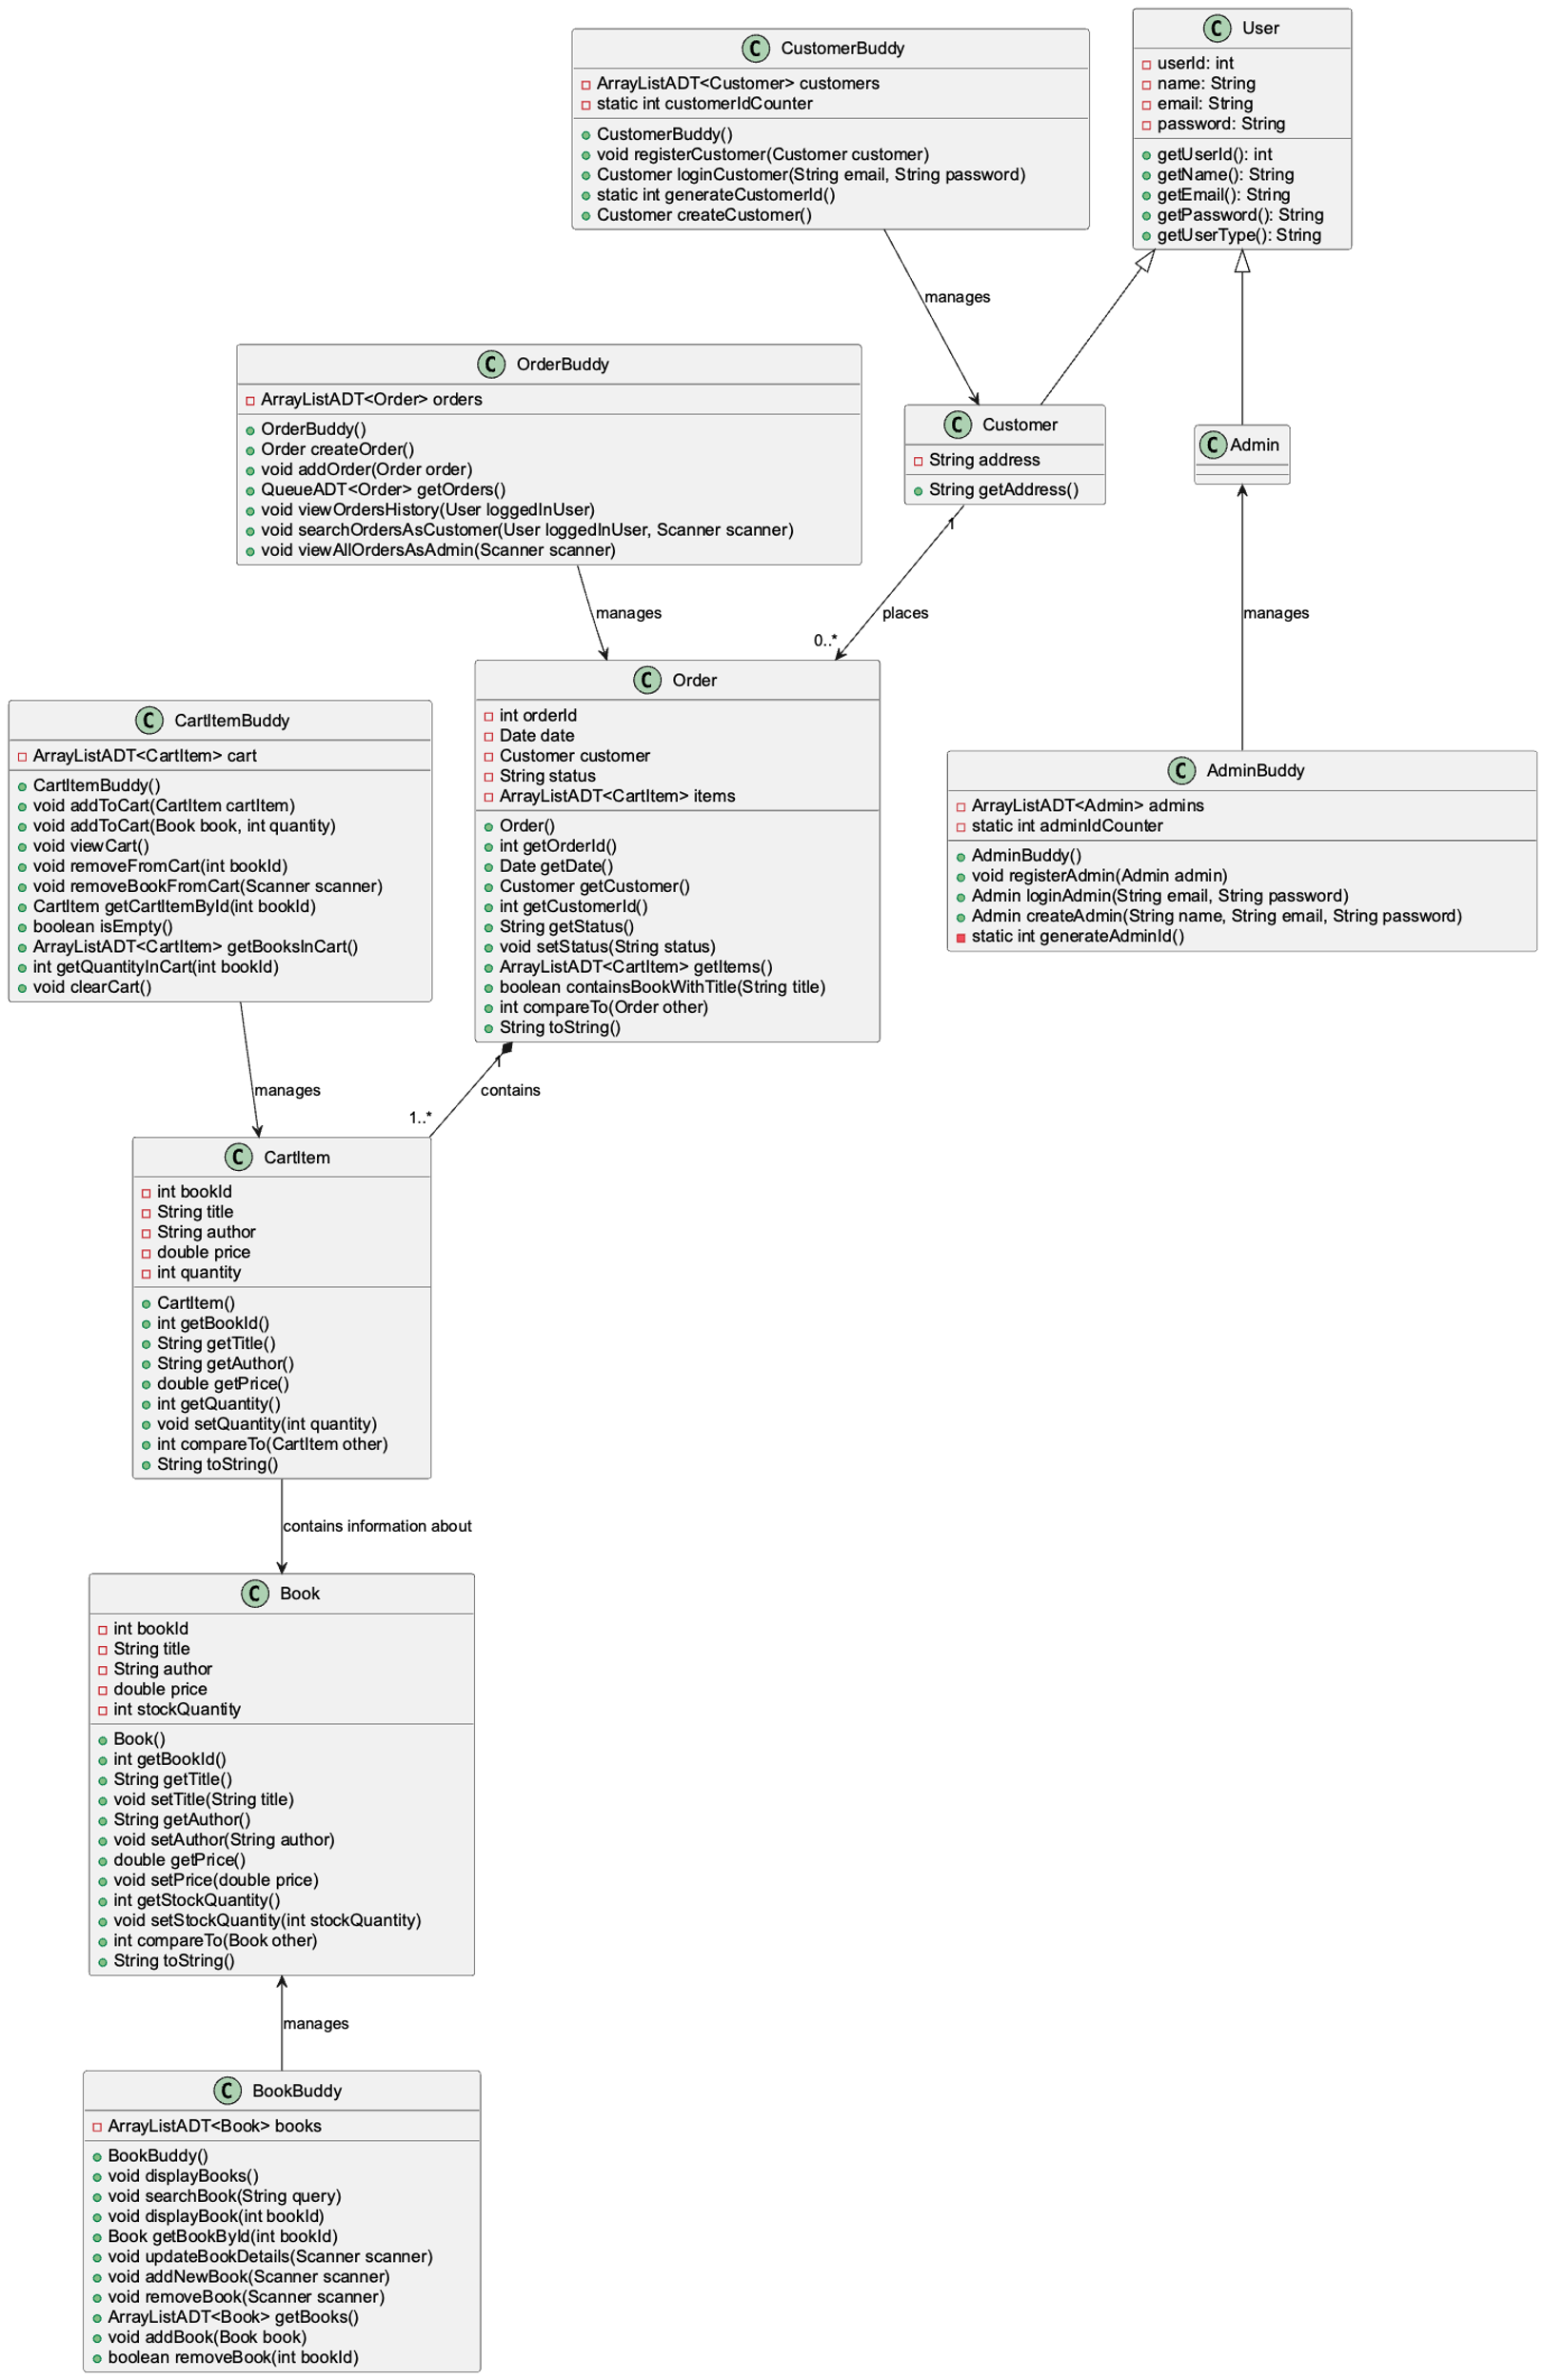 CustomerBuddy
ArrayListADT<Customer> customers
static int customerIdCounter
CustomerBuddy()
void registerCustomer(Customer customer)
Customer loginCustomer(String email, String password)
static int generateCustomerId()
Customer createCustomer()
User
userId: int
name: String
email: String
password: String
getUserId(): int
getName(): String
getEmail(): String
getPassword(): String
getUserType(): String
manages
OrderBuddy
ArrayListADT<Order> orders
OrderBuddy()
Order createOrder()
void addOrder(Order order)
QueueADT<Order> getOrders()
void viewOrdersHistory(User loggedInUser)
void searchOrdersAsCustomer(User loggedInUser, Scanner scanner)
void viewAllOrdersAsAdmin(Scanner scanner)
Customer
String address
String getAddress()
Admin
manages
1
places
0..*
manages
CartItemBuddy
ArrayListADT<CartItem> cart
CartItemBuddy()
void addToCart(CartItem cartItem)
void addToCart(Book book, int quantity)
void viewCart()
void removeFromCart(int bookId)
void removeBookFromCart(Scanner scanner)
CartItem getCartItemById(int bookId)
boolean isEmpty()
ArrayListADT<CartItem> getBooksInCart()
int getQuantityInCart(int bookId)
void clearCart()
Order
int orderId
Date date
Customer customer
String status
ArrayListADT<CartItem> items
Order()
int getOrderId()
Date getDate()
Customer getCustomer()
int getCustomerId()
String getStatus()
void setStatus(String status)
ArrayListADT<CartItem> getItems()
boolean containsBookWithTitle(String title)
int compareTo(Order other)
String toString()
AdminBuddy
ArrayListADT<Admin> admins
static int adminIdCounter
AdminBuddy()
void registerAdmin(Admin admin)
Admin loginAdmin(String email, String password)
Admin createAdmin(String name, String email, String password)
static int generateAdminId()
manages
1
contains
1..*
CartItem
int bookId
String title
String author
double price
int quantity
CartItem()
int getBookId()
String getTitle()
String getAuthor()
double getPrice()
int getQuantity()
void setQuantity(int quantity)
int compareTo(CartItem other)
String toString()
contains information about
Book
int bookId
String title
String author
double price
int stockQuantity
Book()
int getBookId()
String getTitle()
void setTitle(String title)
String getAuthor()
void setAuthor(String author)
double getPrice()
void setPrice(double price)
int getStockQuantity()
void setStockQuantity(int stockQuantity)
int compareTo(Book other)
String toString()
manages
BookBuddy
ArrayListADT<Book> books
BookBuddy()
void displayBooks()
void searchBook(String query)
void displayBook(int bookId)
Book getBookById(int bookId)
void updateBookDetails(Scanner scanner)
void addNewBook(Scanner scanner)
void removeBook(Scanner scanner)
ArrayListADT<Book> getBooks()
void addBook(Book book)
boolean removeBook(int bookId)